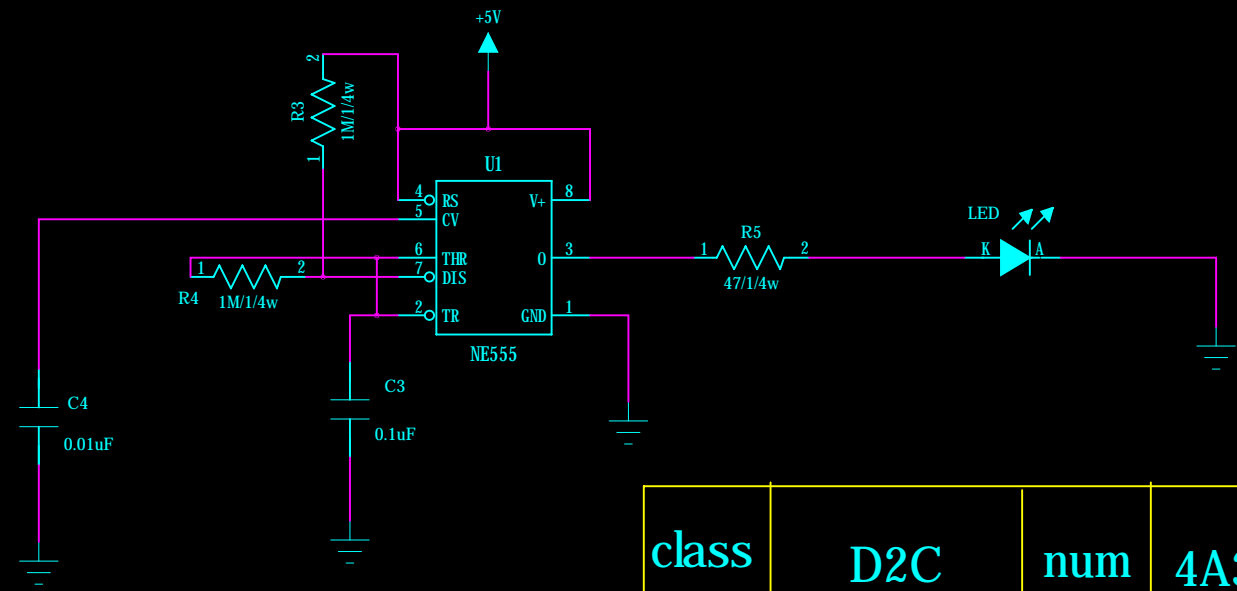 +5V
2
R3
1M/1/4w
1
U1
4
RS
V+
8
5
CV
6
THR
O
3
7
DIS
2
TR
GND
1
NE555
1
2
R4
1M/1/4w
R5
1
2
47/1/4w
LED
K
A
C4
0.01uF
C3
0.1uF
class
D2C
num